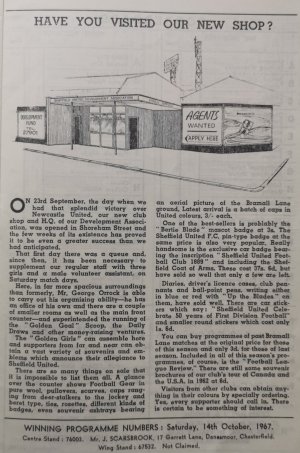 HAVE YOU VISITED OUR NEW SHOP?
DEVELOPMENT
FUND
AGENTS
WANTED
APPLY HERE
ON 23rd September, the day when we
had that splendid victory over
Newcastle United, our new club
shop and H.Q. of our Development Associ-
ation, was opened in Shoreham Street and
the few weeks of its existence has proved
it to be even a greater success than we
had anticipated.
That first day there was a queue and,
since then, it has been necessary to
supplement our regular staff with three
girls and a male volunteer assistant, on
Saturday match days.
Here, in far more spacious surroundings
than formerly, George Orrock is able
to carry out his organising ability—he has
an office of his own and there are a couple
of smaller rooms as well as the main front
counter—and superintended the running of
the "Golden Goal" Scoop, the Daily
Draws and other money-raising ventures.
The "Golden Girls" can assemble here
and supporters from far and near can ob-
tain a vast variety of souvenirs and em-
blems which announce their allegiance to
Sheffield United.
There are so many things on sale that
it is impossible to list them all. A glance
over the counter shows Football Gear in
pure wool, pullovers, scarves, caps rang-
ing from deer-stalkers to the jockey and
beret type, ties, rosettes, different kinds of
badges, even souvenir ashtrays bearing
an aerial picture of the Bramall Lane
ground. Latest arrival is a batch of caps in
United colours, 3/- each.
One of the best-sellers is probably the
"Bertie Blade" mascot badge at 3s. The
Sheffield United F.C. pin-type badge at the
same price is also very popular. Really
handsome is the exclusive car badge bear-
ing the inscription "Sheffield United Foot-
ball Club 1889" and including the Shef-
field Coat of Arms. These cost 37s. 6d. but
have sold so well that only a few are left.
Diaries, driver's licence cases, club pen-
nants and ball-point pens, writing either
in blue or red with "Up the Blades" on
them, have sold well. There are car stick-
ers which say: "Sheffield United Cele-
brate 50 years of First Division Football"
and smaller round stickers which cost only
1s. 6d.
You can buy programmes of past Bramall
Lane matches at the original price for those
of this season and only 3d. for those of last
season. Included in all of this season's pro-
grammes, of course, is the "Football Lea-
gue Review." There are still some souvenir
brochures of our club's tour of Canada and
the U.S.A. in 1962 at 5d.
Visitors from other clubs can obtain any-
thing in their colours by specially ordering.
Yes, every supporter should call in. There
is certain to be something of interest.
WINNING PROGRAMME NUMBERS: Saturday, 14th October, 1967.
Centre Stand: 76003. Mr. J. SCARSBROOK, 17 Garratt Lane, Danesmoor, Chesterfield.
Wing Stand: 67532. Not Claimed.